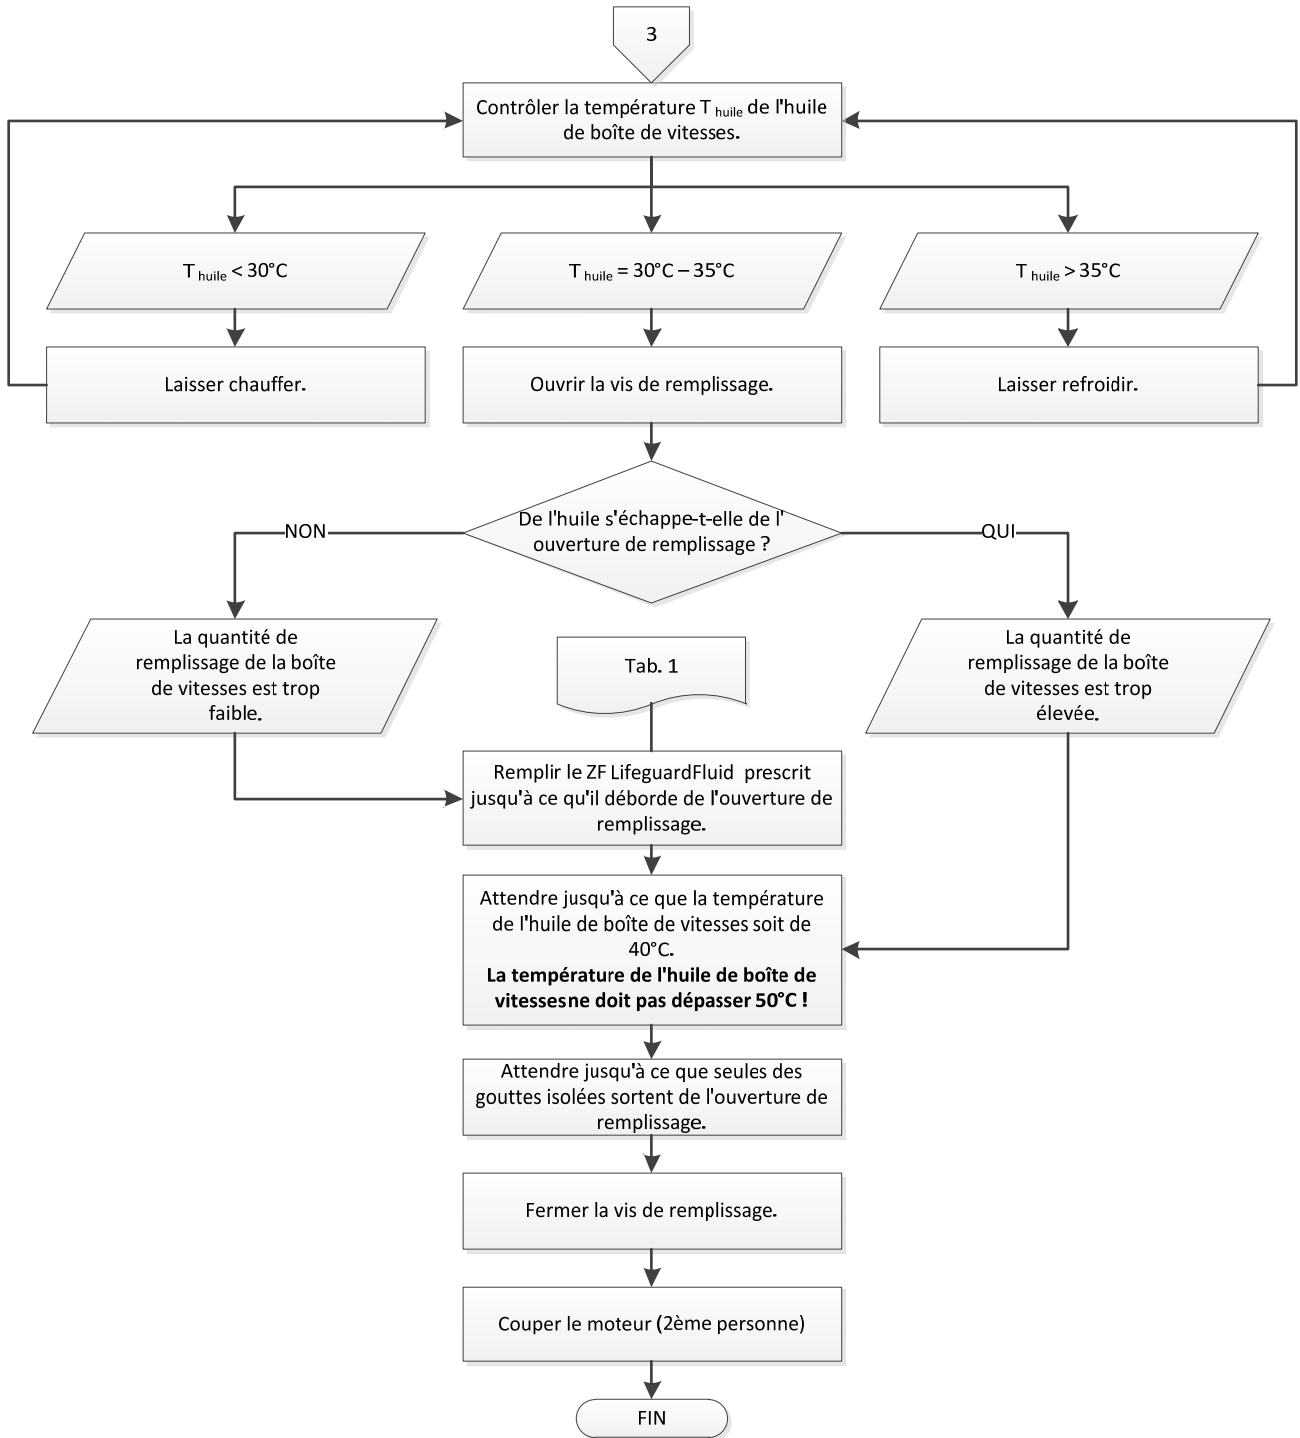 3
Contrôler la température T huile de l'huile
de boîte de vitesses.
T huile < 30°C
T huile = 30°C – 35°C
T huile > 35°C
Laisser chauffer.
Ouvrir la vis de remplissage.
Laisser refroidir.
De l'huile s'échappe-t-elle de l'
ouverture de remplissage ?
NON
QUI
La quantité de
remplissage de la boîte
de vitesses est trop
faible.
Tab. 1
La quantité de
remplissage de la boîte
de vitesses est trop
élevée.
Remplir le ZF LifeguardFluid prescrit
jusqu'à ce qu'il déborde de l'ouverture de
remplissage.
Attendre jusqu'à ce que la température
de l'huile de boîte de vitesses soit de
40°C.
La température de l'huile de boîte de
vitessesne doit pas dépasser 50°C !
Attendre jusqu'à ce que seules des
gouttes isolées sortent de l'ouverture de
remplissage.
Fermer la vis de remplissage.
Couper le moteur (2ème personne)
FIN